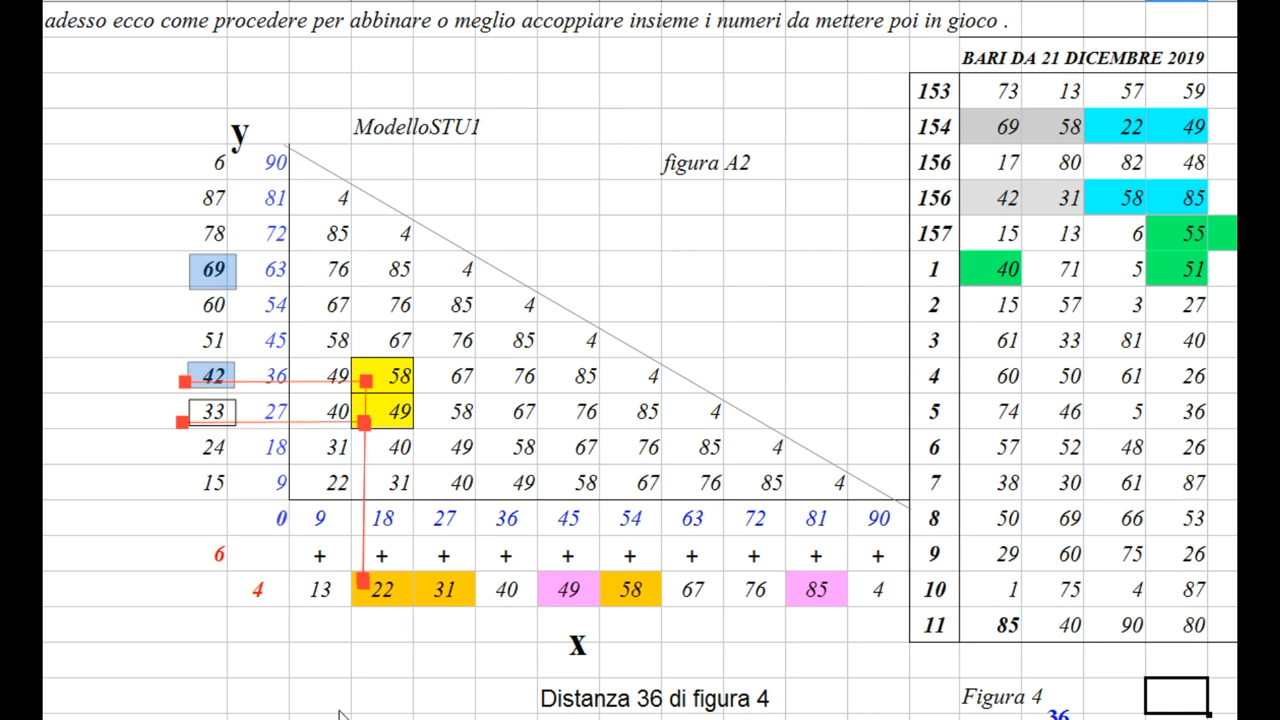 adesso ecco come procedere per abbinare o meglio accoppiare insieme i numeri da mettere poi in gioco .
BARI DA 21 DICEMBRE 2019
153 73 13 57 59
y ModelloSTU1 154 69 58 22 49
6 90 figura A2 156 17 80 82 48
87 81 4 156 42 31 58 85
78 72 85 4 157 15 13 6 55
69 63 76 85 4 1 40 71 5 51
60 54 67 76 85 4 2 15 57 3 27
51 45 58 67 76 85 4 3 61 33 81 40
42 36 49 58 67 76 85 4 4 60 50 61 26
33 27 40 49 58 67 76 85 4 5 74 46 5 36
24 18 31 40 49 58 67 76 85 4 6 57 52 48 26
15 9 22 31 40 49 58 67 76 85 4 7 38 30 61 87
0 9 18 27 36 45 54 63 72 81 90 8 50 69 66 53
6 + + + + + + + + + + 9 29 60 75 26
4 13 22 31 40 49 58 67 76 85 4 10 1 75 4 87
11 85 40 90 80
x
Distanza 36 di figura 4 Figura 4
36